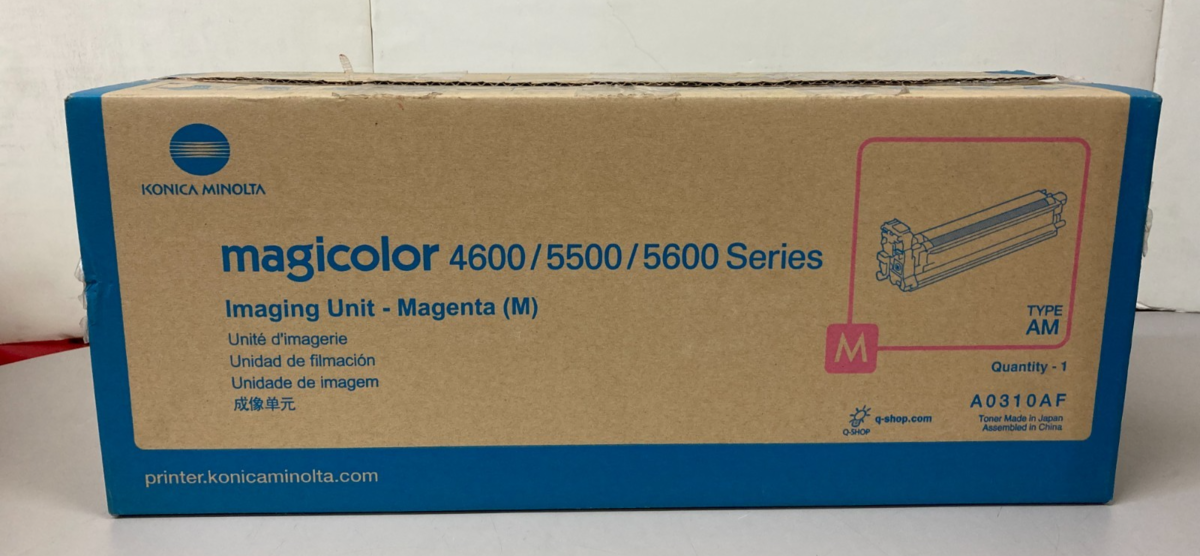 KONICA MINOLTA
magicolor 4600/5500/5600 Series
Imaging Unit - Magenta (M)
Unité d'imagerie
Unidad de filmación
Unidade de imagem
成像单元
M
TYPE
AM
Quantity - 1
A0310AF
Toner Made in Japan
Assembled in China
Q-SHOP
q-shop.com
printer.konicaminolta.com